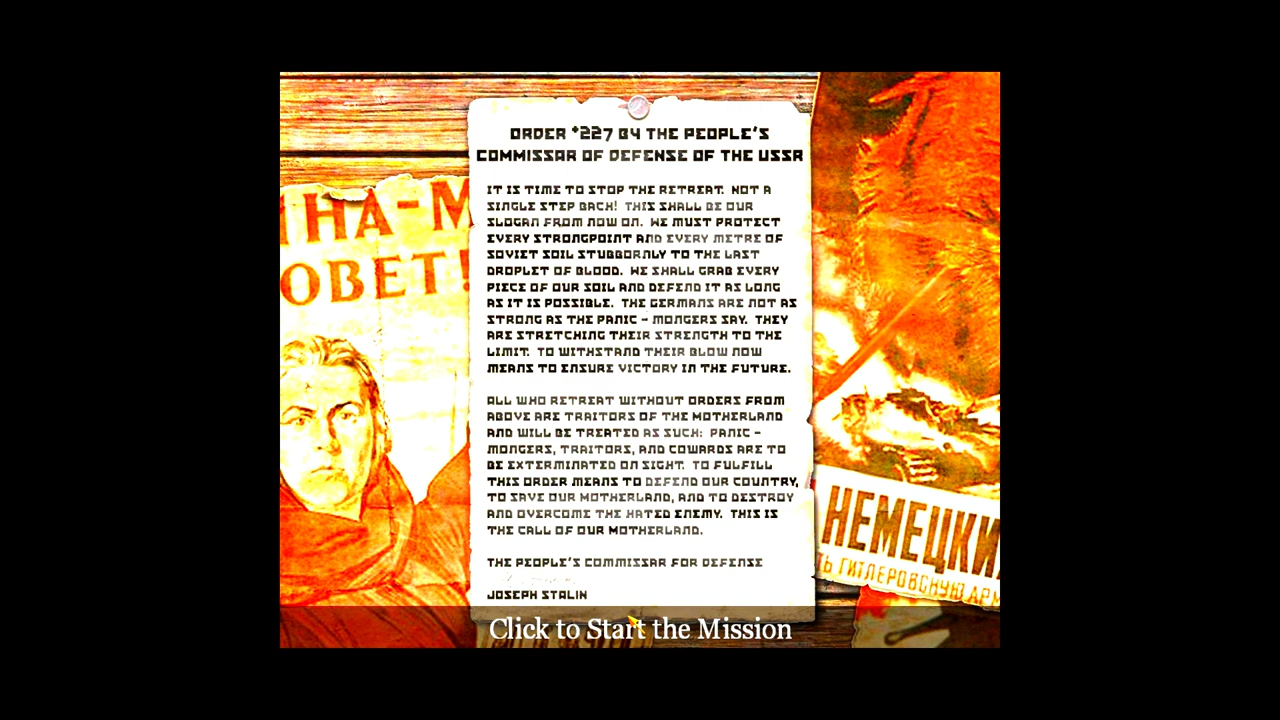 ORDER *227 BY THE PEOPLE'S
COMMISSAR OF DEFENSE OF THE USSR
IT IS TIME TO STOP THE RETREAT. NOT A
SINGLE STEP BACK! THIS SHALL BE OUR
SLOGAN FROM NOW ON. WE MUST PROTECT
EVERY STRONGPOINT AND EVERY METRE OF
SOVIET SOIL STUBBORNLY TO THE LAST
DROPLET OF BLOOD. WE SHALL GRAB EVERY
PIECE OF OUR SOIL AND DEFEND IT AS LONG
AS IT IS POSSIBLE. THE GERMANS ARE NOT AS
STRONG AS THE PANIC - MONGERS SAY. THEY
ARE STRETCHING THEIR STRENGTH TO THE
LIMIT. TO WITHSTAND THEIR BLOW NOW
MEANS TO ENSURE VICTORY IN THE FUTURE.
ALL WHO RETREAT WITHOUT ORDERS FROM
ABOVE ARE TRAITORS OF THE MOTHERLAND
AND WILL BE TREATED AS SUCH: PANIC -
MONGERS, TRAITORS, AND COWARDS ARE TO
BE EXTERMINATED ON SIGHT. TO FULFILL
THIS ORDER MEANS TO DEFEND OUR COUNTRY,
TO SAVE OUR MOTHERLAND, AND TO DESTROY
AND OVERCOME THE HATED ENEMY. THIS IS
THE CALL OF OUR MOTHERLAND.
THE PEOPLE'S COMMISSAR FOR DEFENSE
JOSEPH STALIN
ИНА-М
ОВЕТ!
НЕМЕЦКИ
Ь ГИТЛЕРОВСКУЮ АРМ
Click to Start the Mission